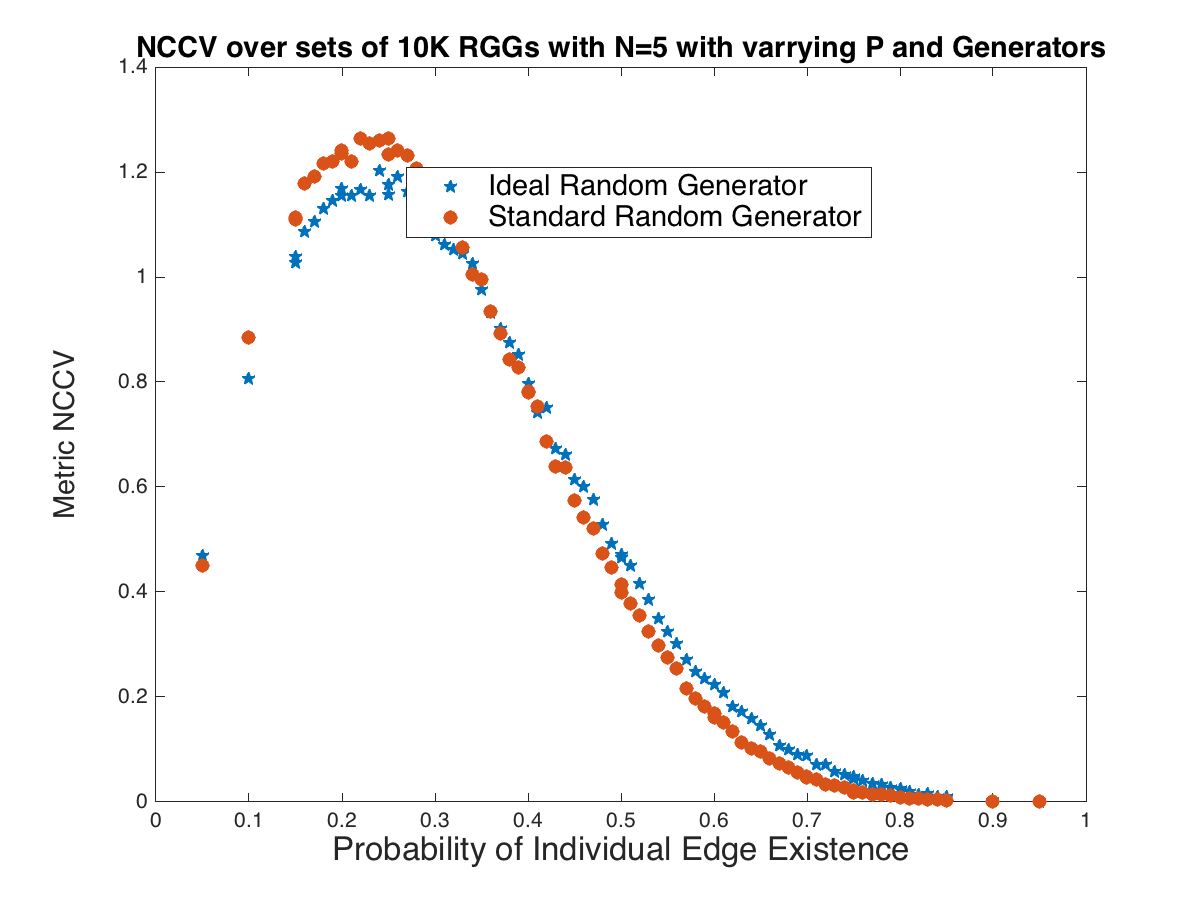 NCCV over sets of 10K RGGs with N=5 with varrying P and Generators
1.4
1.2
1
0.8
0.6
0.4
0.2
0
Metric NCCV
Ideal Random Generator
Standard Random Generator
0 0.1 0.2 0.3 0.4 0.5 0.6 0.7 0.8 0.9 1
Probability of Individual Edge Existence